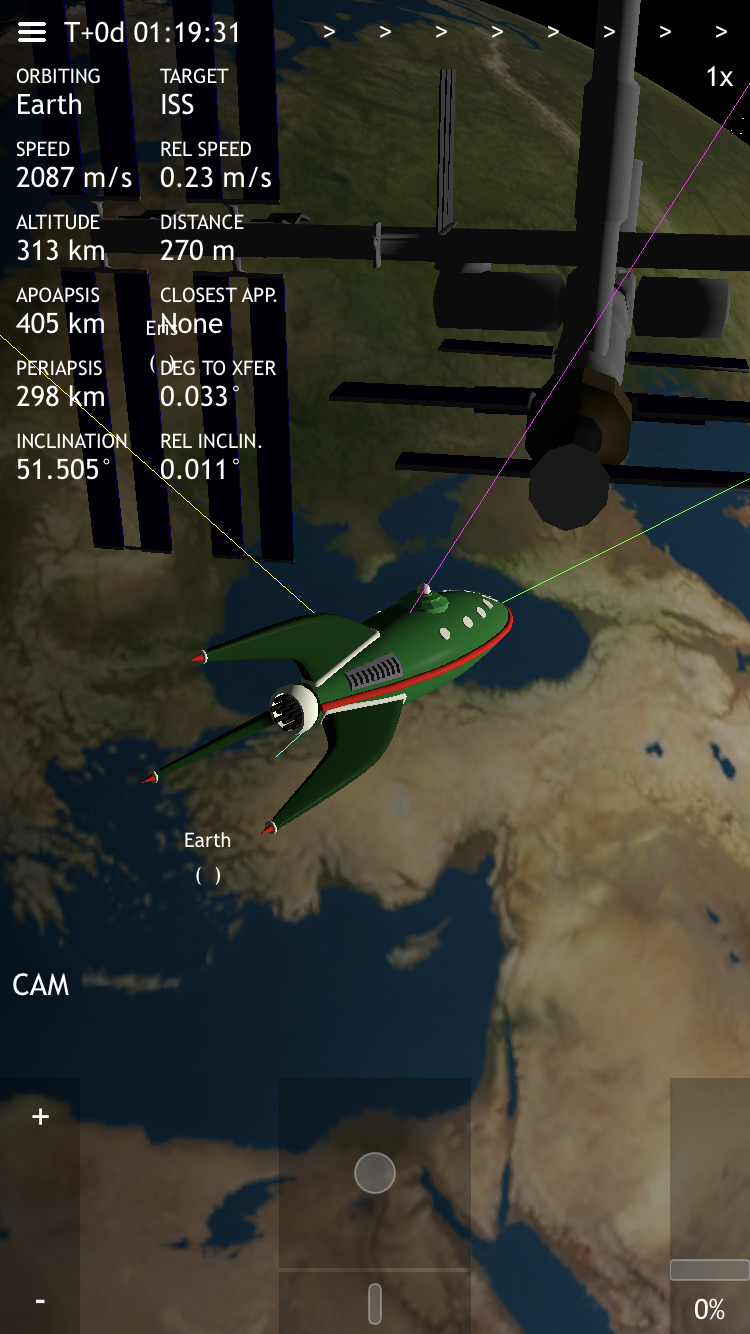 T+0d 01:19:31 > > > > > > > >
1x
ORBITING TARGET
Earth ISS
SPEED REL SPEED
2087 m/s 0.23 m/s
ALTITUDE DISTANCE
313 km 270 m
APOAPSIS CLOSEST APP.
405 km None
Eris
( )
PERIAPSIS DEG TO XFER
298 km 0.033°
INCLINATION REL INCLIN.
51.505° 0.011°
Earth
( )
CAM
+
-
0%